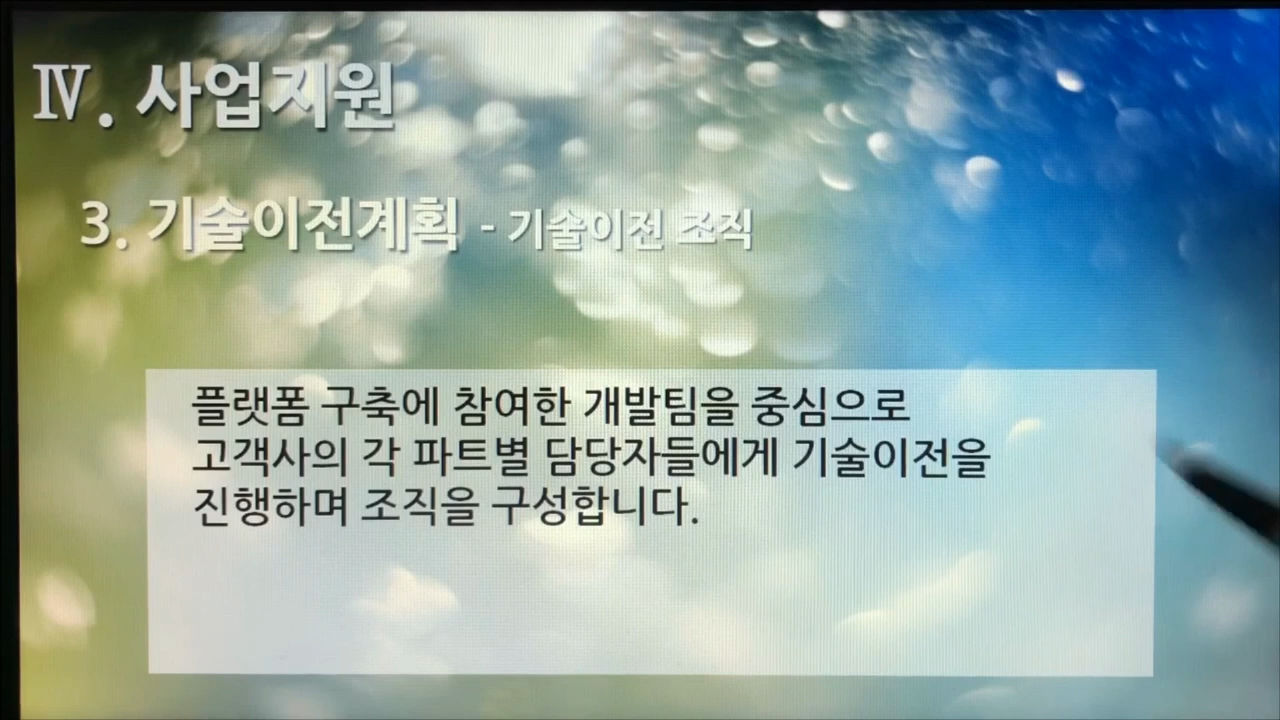 Ⅳ. 사업지원
3. 기술이전계획 - 기술이전 조직
플랫폼 구축에 참여한 개발팀을 중심으로
고객사의 각 파트별 담당자들에게 기술이전을
진행하며 조직을 구성합니다.